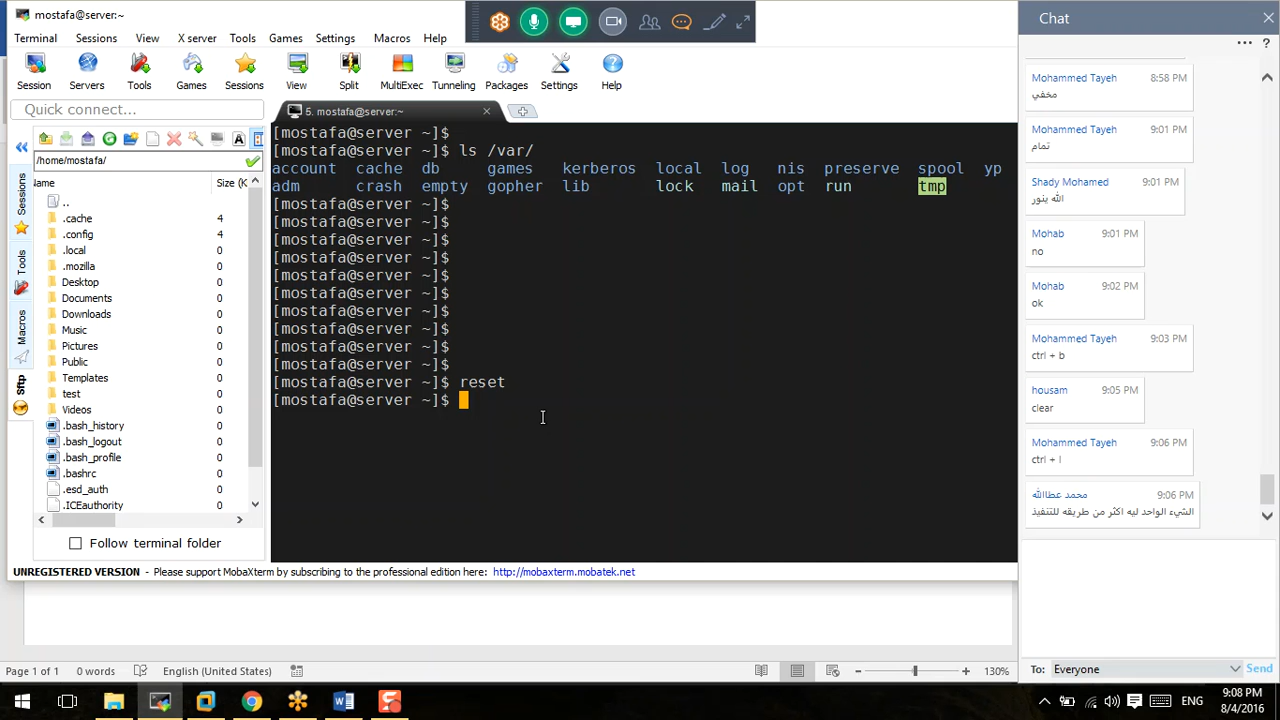 mostafa@server:~
Terminal Sessions View X server Tools Games Settings Macros Help
Session Servers Tools Games Sessions View Split MultiExec Tunneling Packages Settings Help
Quick connect...
5. mostafa@server:~
/home/mostafa/
Name Size (K
..
.cache 4
.config 4
.local 0
.mozilla 0
Desktop 0
Documents 0
Downloads 0
Music 0
Pictures 0
Public 0
Templates 0
test 0
Videos 0
.bash_history 0
.bash_logout 0
.bash_profile 0
.bashrc 0
.esd_auth 0
.ICEauthority 0
Follow terminal folder
Sessions
Tools
Macros
Sftp
[mostafa@server ~]$
[mostafa@server ~]$ ls /var/
account cache db games kerberos local log nis preserve spool yp
adm crash empty gopher lib lock mail opt run tmp
[mostafa@server ~]$
[mostafa@server ~]$
[mostafa@server ~]$
[mostafa@server ~]$
[mostafa@server ~]$
[mostafa@server ~]$
[mostafa@server ~]$
[mostafa@server ~]$
[mostafa@server ~]$
[mostafa@server ~]$
[mostafa@server ~]$ reset
[mostafa@server ~]$
UNREGISTERED VERSION - Please support MobaXterm by subscribing to the professional edition here: http://mobaxterm.mobatek.net
Chat
?
Mohammed Tayeh 8:58 PM
مخفي
Mohammed Tayeh 9:01 PM
تمام
Shady Mohamed 9:01 PM
الله ينور
Mohab 9:01 PM
no
Mohab 9:02 PM
ok
Mohammed Tayeh 9:03 PM
ctrl + b
housam 9:05 PM
clear
Mohammed Tayeh 9:06 PM
ctrl + l
محمد عطاالله 9:06 PM
الشيء الواحد ليه اكثر من طريقه للتنفيذ
To: Everyone Send
Page 1 of 1 0 words English (United States) 130%
ENG
9:08 PM
8/4/2016